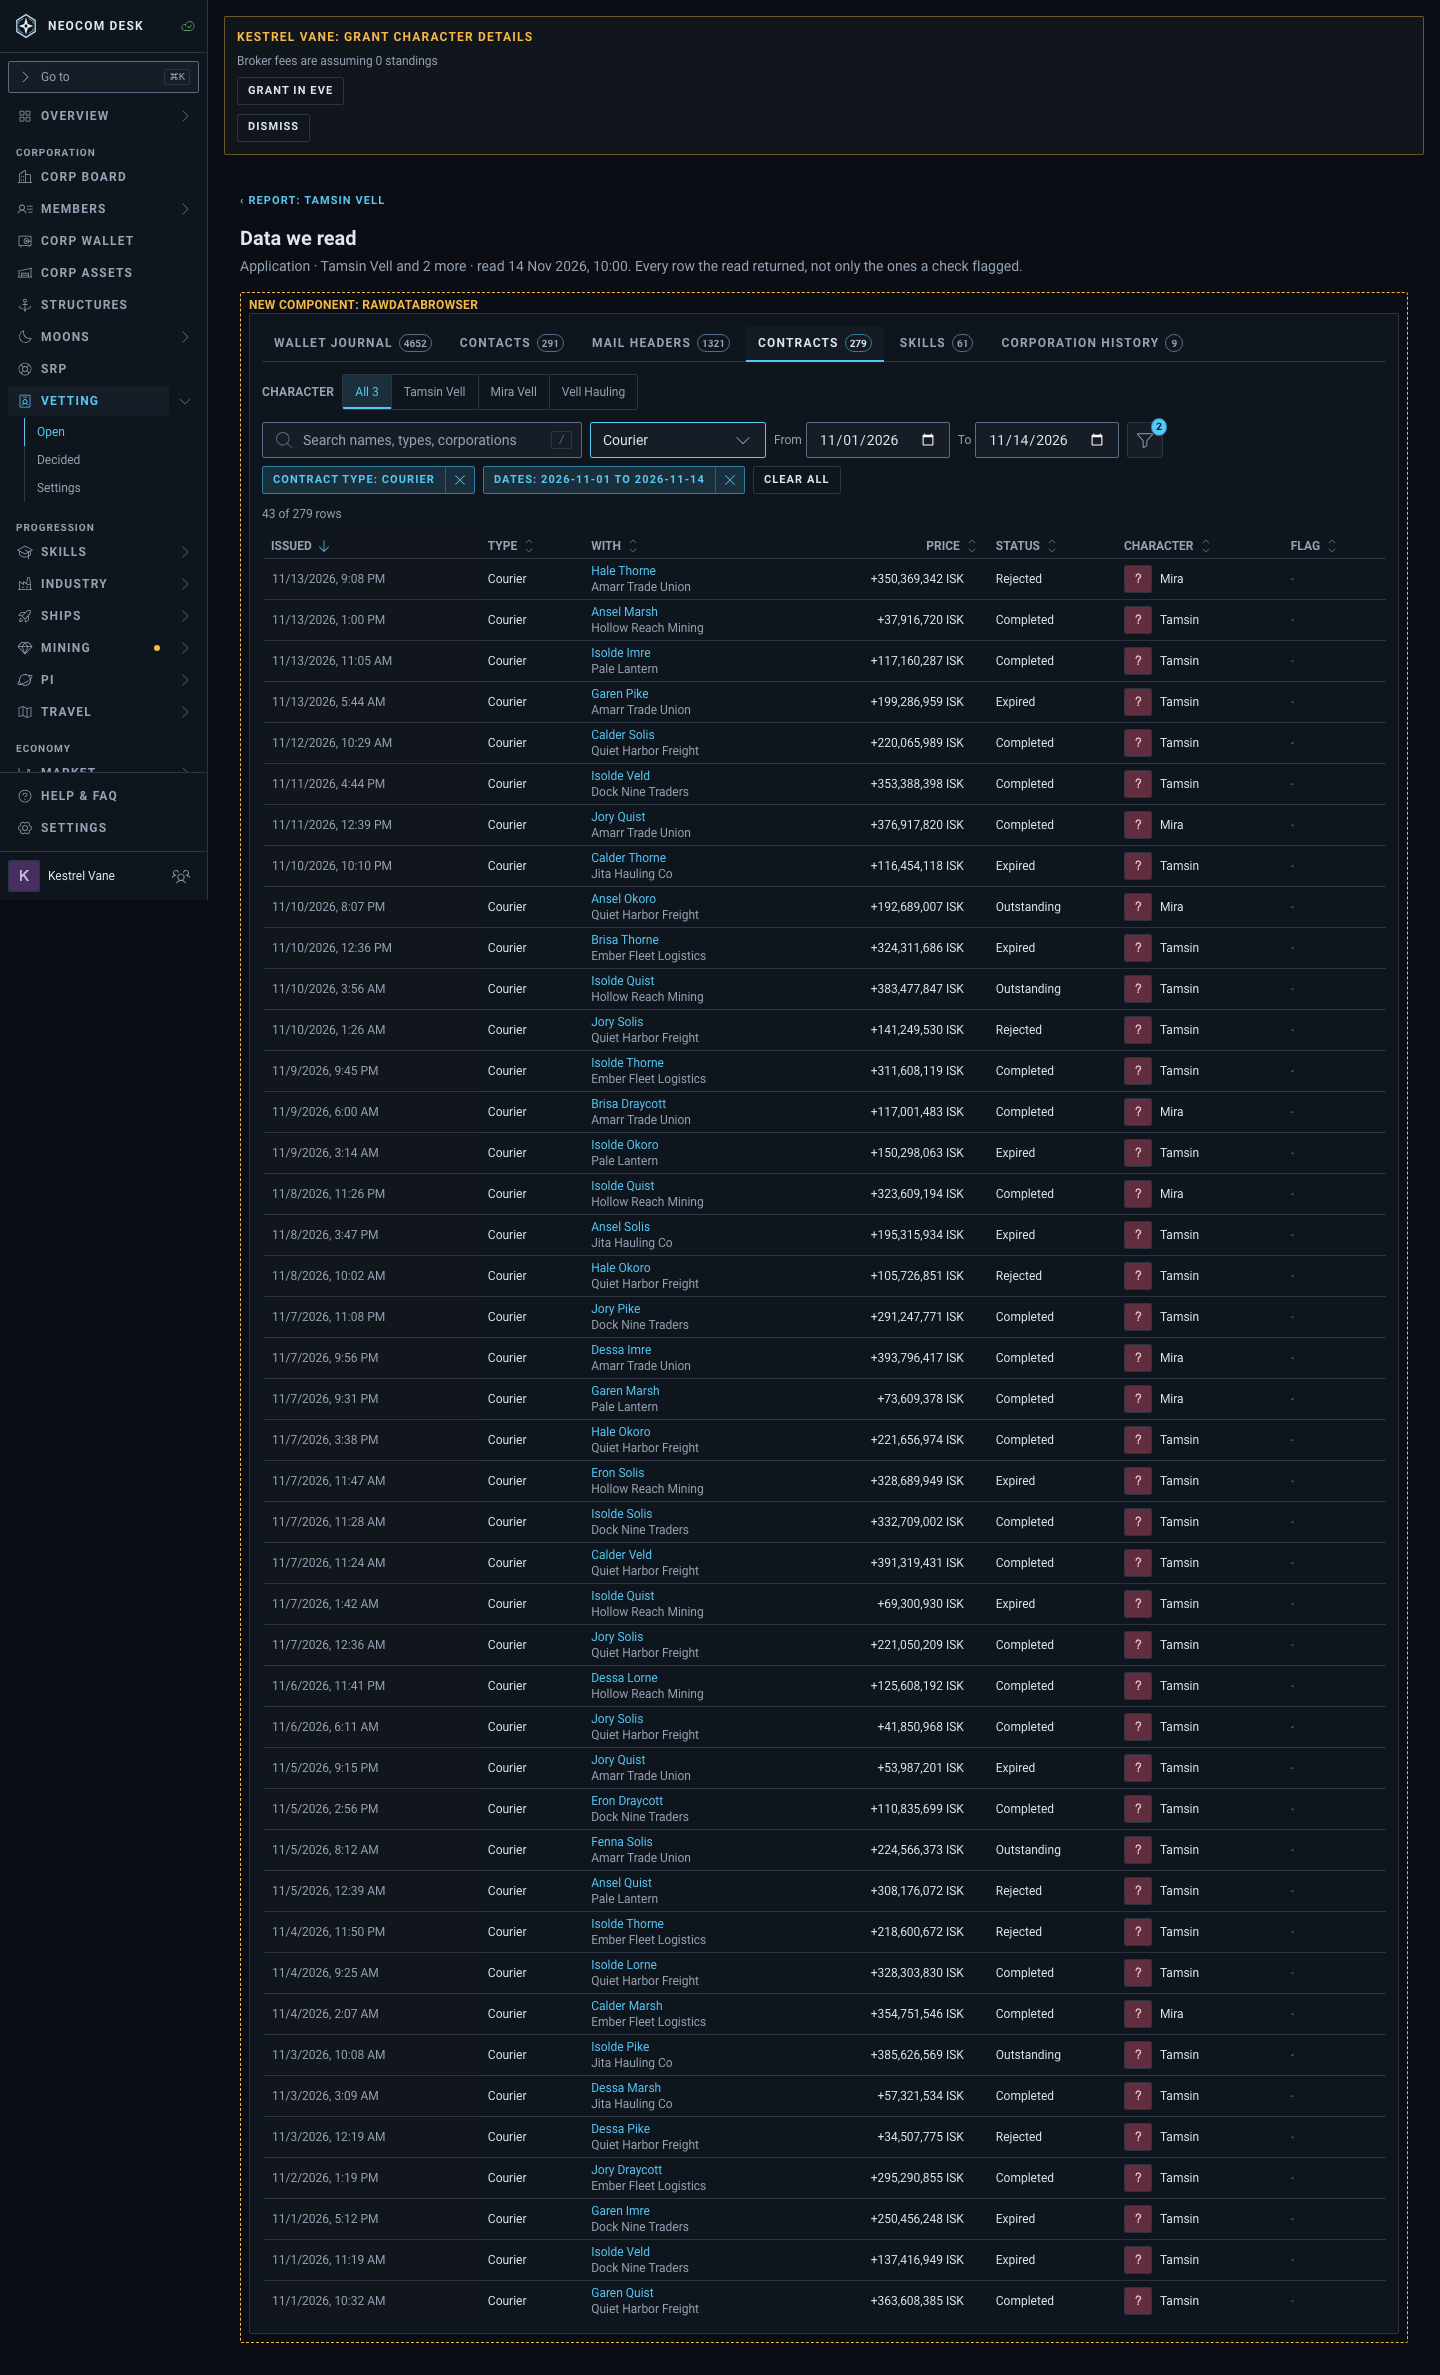 NEOCOM DESK
Go to
⌘K
OVERVIEW
CORPORATION
CORP BOARD
MEMBERS
CORP WALLET
CORP ASSETS
STRUCTURES
MOONS
SRP
VETTING
Open
Decided
Settings
PROGRESSION
SKILLS
INDUSTRY
SHIPS
MINING
PI
TRAVEL
ECONOMY
MARKET
HELP & FAQ
SETTINGS
K
Kestrel Vane
KESTREL VANE: GRANT CHARACTER DETAILS
Broker fees are assuming 0 standings
GRANT IN EVE
DISMISS
‹ REPORT: TAMSIN VELL
Data we read
Application · Tamsin Vell and 2 more · read 14 Nov 2026, 10:00. Every row the read returned, not only the ones a check flagged.
NEW COMPONENT: RAWDATABROWSER
WALLET JOURNAL 4652 CONTACTS 291 MAIL HEADERS 1321 CONTRACTS 279 SKILLS 61 CORPORATION HISTORY 9
CHARACTER All 3 Tamsin Vell Mira Vell Vell Hauling
Search names, types, corporations / Courier From 11/01/2026 To 11/14/2026 2
CONTRACT TYPE: COURIER DATES: 2026-11-01 TO 2026-11-14 CLEAR ALL
43 of 279 rows
ISSUED TYPE WITH PRICE STATUS CHARACTER FLAG
11/13/2026, 9:08 PM Courier Hale Thorne +350,369,342 ISK Rejected ? Mira -
Amarr Trade Union
11/13/2026, 1:00 PM Courier Ansel Marsh +37,916,720 ISK Completed ? Tamsin -
Hollow Reach Mining
11/13/2026, 11:05 AM Courier Isolde Imre +117,160,287 ISK Completed ? Tamsin -
Pale Lantern
11/13/2026, 5:44 AM Courier Garen Pike +199,286,959 ISK Expired ? Tamsin -
Amarr Trade Union
11/12/2026, 10:29 AM Courier Calder Solis +220,065,989 ISK Completed ? Tamsin -
Quiet Harbor Freight
11/11/2026, 4:44 PM Courier Isolde Veld +353,388,398 ISK Completed ? Tamsin -
Dock Nine Traders
11/11/2026, 12:39 PM Courier Jory Quist +376,917,820 ISK Completed ? Mira -
Amarr Trade Union
11/10/2026, 10:10 PM Courier Calder Thorne +116,454,118 ISK Expired ? Tamsin -
Jita Hauling Co
11/10/2026, 8:07 PM Courier Ansel Okoro +192,689,007 ISK Outstanding ? Mira -
Quiet Harbor Freight
11/10/2026, 12:36 PM Courier Brisa Thorne +324,311,686 ISK Expired ? Tamsin -
Ember Fleet Logistics
11/10/2026, 3:56 AM Courier Isolde Quist +383,477,847 ISK Outstanding ? Tamsin -
Hollow Reach Mining
11/10/2026, 1:26 AM Courier Jory Solis +141,249,530 ISK Rejected ? Tamsin -
Quiet Harbor Freight
11/9/2026, 9:45 PM Courier Isolde Thorne +311,608,119 ISK Completed ? Tamsin -
Ember Fleet Logistics
11/9/2026, 6:00 AM Courier Brisa Draycott +117,001,483 ISK Completed ? Mira -
Amarr Trade Union
11/9/2026, 3:14 AM Courier Isolde Okoro +150,298,063 ISK Expired ? Tamsin -
Pale Lantern
11/8/2026, 11:26 PM Courier Isolde Quist +323,609,194 ISK Completed ? Mira -
Hollow Reach Mining
11/8/2026, 3:47 PM Courier Ansel Solis +195,315,934 ISK Expired ? Tamsin -
Jita Hauling Co
11/8/2026, 10:02 AM Courier Hale Okoro +105,726,851 ISK Rejected ? Tamsin -
Quiet Harbor Freight
11/7/2026, 11:08 PM Courier Jory Pike +291,247,771 ISK Completed ? Tamsin -
Dock Nine Traders
11/7/2026, 9:56 PM Courier Dessa Imre +393,796,417 ISK Completed ? Mira -
Amarr Trade Union
11/7/2026, 9:31 PM Courier Garen Marsh +73,609,378 ISK Completed ? Mira -
Pale Lantern
11/7/2026, 3:38 PM Courier Hale Okoro +221,656,974 ISK Completed ? Tamsin -
Quiet Harbor Freight
11/7/2026, 11:47 AM Courier Eron Solis +328,689,949 ISK Expired ? Tamsin -
Hollow Reach Mining
11/7/2026, 11:28 AM Courier Isolde Solis +332,709,002 ISK Completed ? Tamsin -
Dock Nine Traders
11/7/2026, 11:24 AM Courier Calder Veld +391,319,431 ISK Completed ? Tamsin -
Quiet Harbor Freight
11/7/2026, 1:42 AM Courier Isolde Quist +69,300,930 ISK Expired ? Tamsin -
Hollow Reach Mining
11/7/2026, 12:36 AM Courier Jory Solis +221,050,209 ISK Completed ? Tamsin -
Quiet Harbor Freight
11/6/2026, 11:41 PM Courier Dessa Lorne +125,608,192 ISK Completed ? Tamsin -
Hollow Reach Mining
11/6/2026, 6:11 AM Courier Jory Solis +41,850,968 ISK Completed ? Tamsin -
Quiet Harbor Freight
11/5/2026, 9:15 PM Courier Jory Quist +53,987,201 ISK Expired ? Tamsin -
Amarr Trade Union
11/5/2026, 2:56 PM Courier Eron Draycott +110,835,699 ISK Completed ? Tamsin -
Dock Nine Traders
11/5/2026, 8:12 AM Courier Fenna Solis +224,566,373 ISK Outstanding ? Tamsin -
Amarr Trade Union
11/5/2026, 12:39 AM Courier Ansel Quist +308,176,072 ISK Rejected ? Tamsin -
Pale Lantern
11/4/2026, 11:50 PM Courier Isolde Thorne +218,600,672 ISK Rejected ? Tamsin -
Ember Fleet Logistics
11/4/2026, 9:25 AM Courier Isolde Lorne +328,303,830 ISK Completed ? Tamsin -
Quiet Harbor Freight
11/4/2026, 2:07 AM Courier Calder Marsh +354,751,546 ISK Completed ? Mira -
Ember Fleet Logistics
11/3/2026, 10:08 AM Courier Isolde Pike +385,626,569 ISK Outstanding ? Tamsin -
Jita Hauling Co
11/3/2026, 3:09 AM Courier Dessa Marsh +57,321,534 ISK Completed ? Tamsin -
Jita Hauling Co
11/3/2026, 12:19 AM Courier Dessa Pike +34,507,775 ISK Rejected ? Tamsin -
Quiet Harbor Freight
11/2/2026, 1:19 PM Courier Jory Draycott +295,290,855 ISK Completed ? Tamsin -
Ember Fleet Logistics
11/1/2026, 5:12 PM Courier Garen Imre +250,456,248 ISK Expired ? Tamsin -
Dock Nine Traders
11/1/2026, 11:19 AM Courier Isolde Veld +137,416,949 ISK Expired ? Tamsin -
Dock Nine Traders
11/1/2026, 10:32 AM Courier Garen Quist +363,608,385 ISK Completed ? Tamsin -
Quiet Harbor Freight